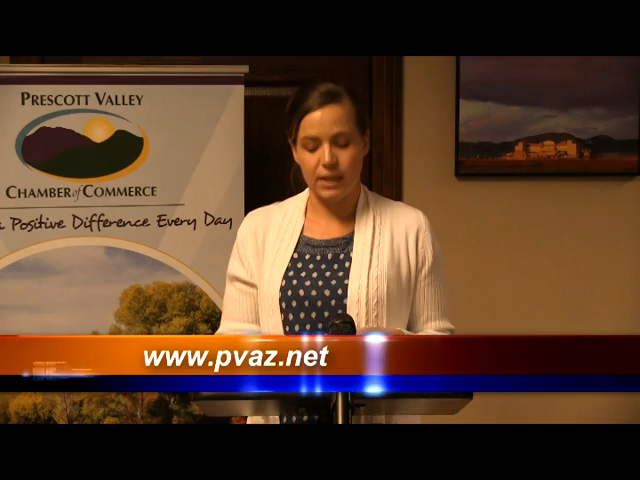 PRESCOTT VALLEY
CHAMBER of COMMERCE
a Positive Difference Every Day
www.pvaz.net